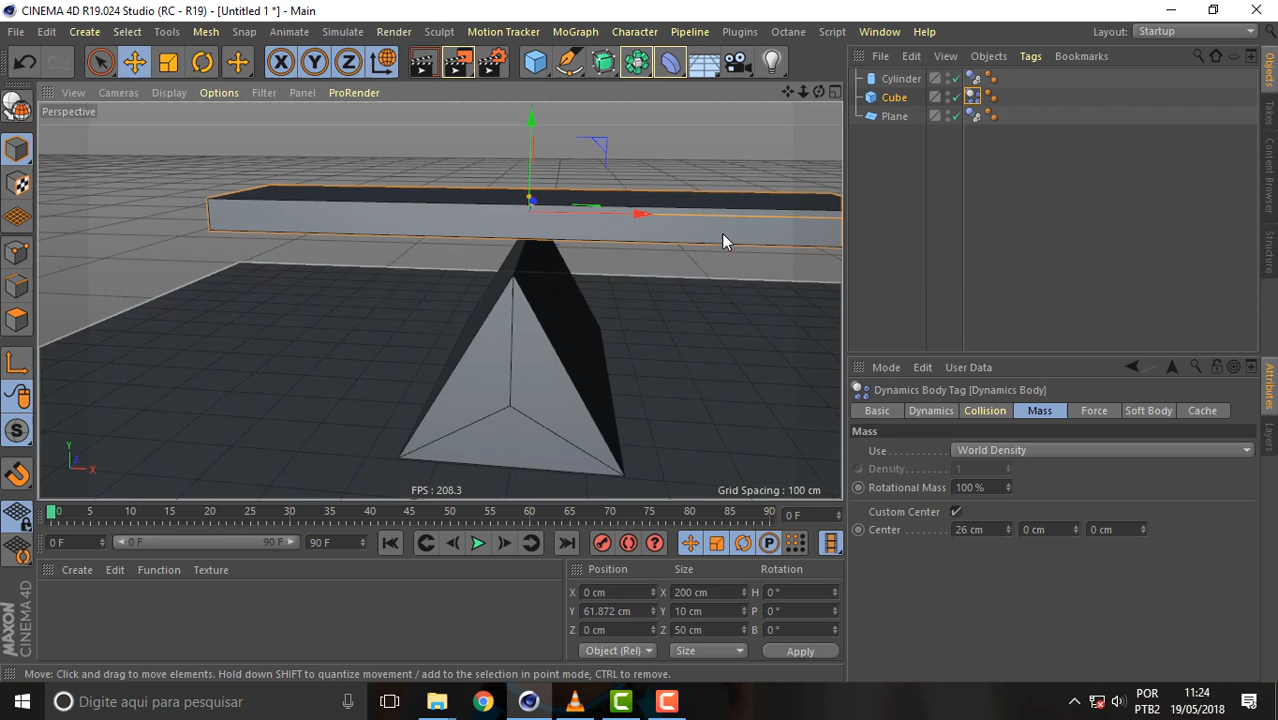 CINEMA 4D R19.024 Studio (RC - R19) - [Untitled 1 *] - Main
File Edit Create Select Tools Mesh Snap Animate Simulate Render Sculpt Motion Tracker MoGraph Character Pipeline Plugins Octane Script Window Help Layout: Startup
X Y Z
File Edit View Objects Tags Bookmarks
View Cameras Display Options Filter Panel ProRender
Perspective
Cylinder
Cube
Plane
Objects
Takes
Content Browser
Structure
Mode Edit User Data
Dynamics Body Tag [Dynamics Body]
Basic Dynamics Collision Mass Force Soft Body Cache
Mass
Use World Density
Density 1
Rotational Mass 100 %
Custom Center
Center 26 cm 0 cm 0 cm
Attributes
Layers
S
Y
Z X
FPS : 208.3 Grid Spacing : 100 cm
0 5 10 15 20 25 30 35 40 45 50 55 60 65 70 75 80 85 90 0 F
0 F 0 F 90 F 90 F
P
Create Edit Function Texture
Position Size Rotation
X 0 cm X 200 cm H 0 °
Y 61.872 cm Y 10 cm P 0 °
Z 0 cm Z 50 cm B 0 °
Object (Rel) Size Apply
MAXON
CINEMA 4D
Move: Click and drag to move elements. Hold down SHIFT to quantize movement / add to the selection in point mode, CTRL to remove.
Digite aqui para pesquisar
POR 11:24
PTB2 19/05/2018